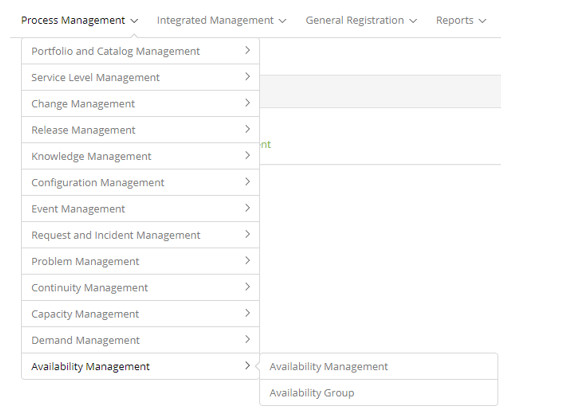 Process Management Integrated Management General Registration Reports
Portfolio and Catalog Management
Service Level Management
Change Management
Release Management
Knowledge Management
Configuration Management
Event Management
Request and Incident Management
Problem Management
Continuity Management
Capacity Management
Demand Management
Availability Management
Availability Management
Availability Group